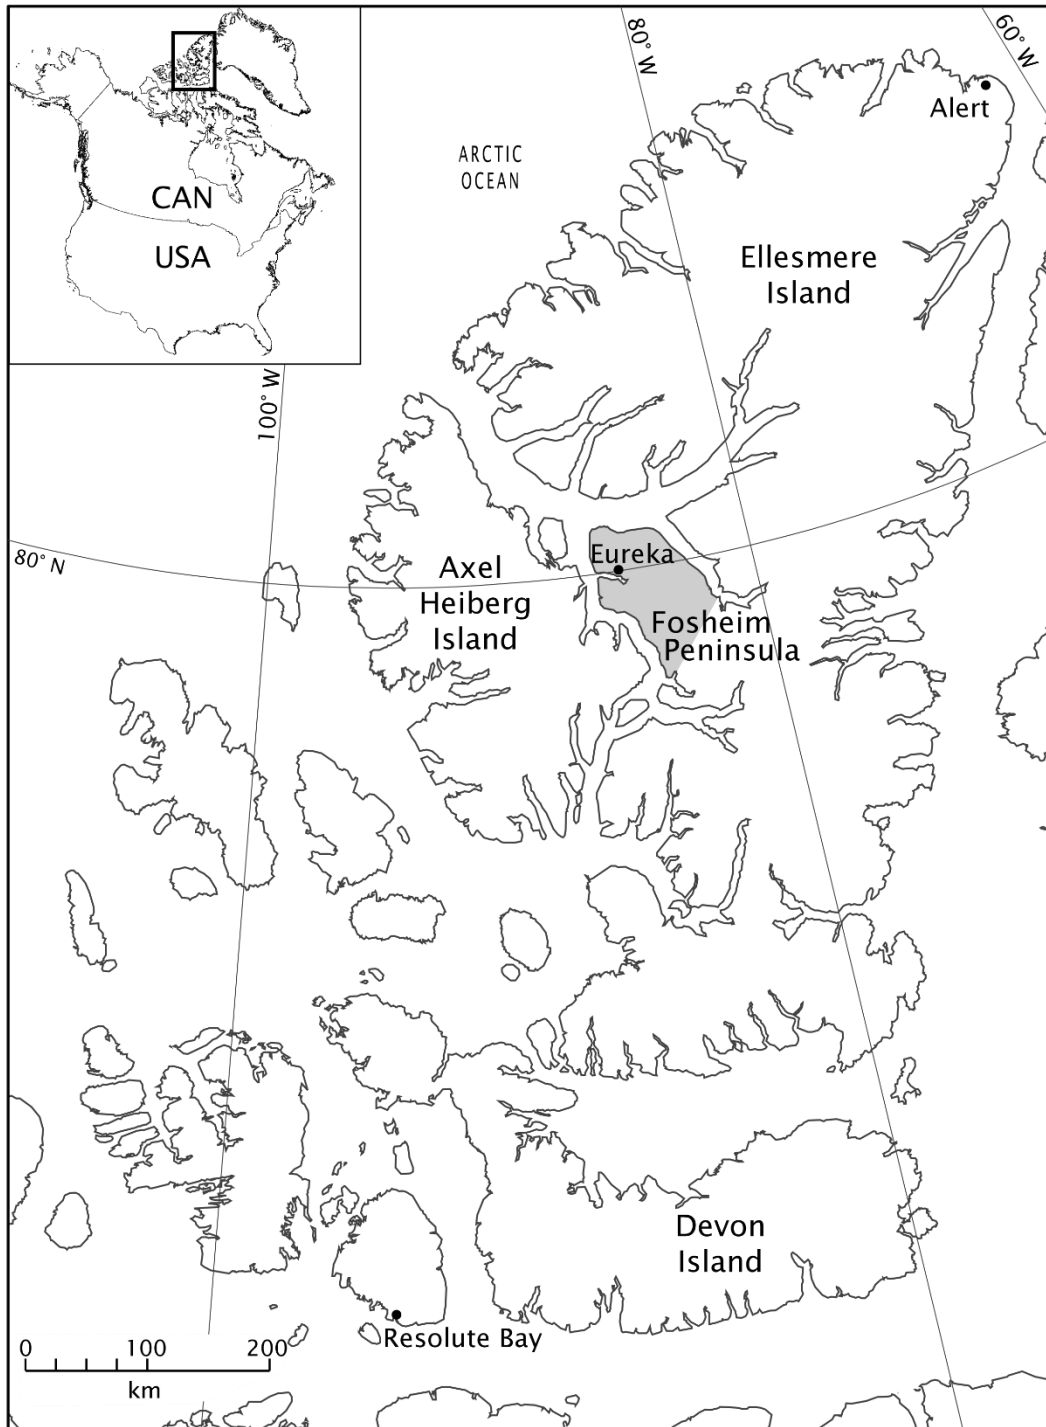 80° W
60° W
Alert
ARCTIC
OCEAN
CAN
USA
Ellesmere
Island
100° W
80° N
Eureka
Axel
Heiberg
Island
Fosheim
Peninsula
Devon
Island
Resolute Bay
0 100 200
km